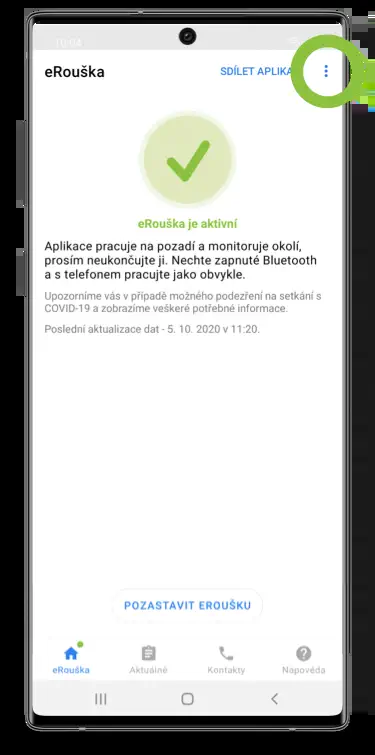 10:04
eRouška
SDÍLET APLIKA
eRouška je aktivní
Aplikace pracuje na pozadí a monitoruje okolí,
prosím neukončujte ji. Nechte zapnuté Bluetooth
a s telefonem pracujte jako obvykle.
Upozorníme vás v případě možného podezření na setkání s
COVID-19 a zobrazíme veškeré potřebné informace.
Poslední aktualizace dat - 5. 10. 2020 v 11:20.
POZASTAVIT EROUŠKU
eRouška
Aktuálně
Kontakty
Nápověda